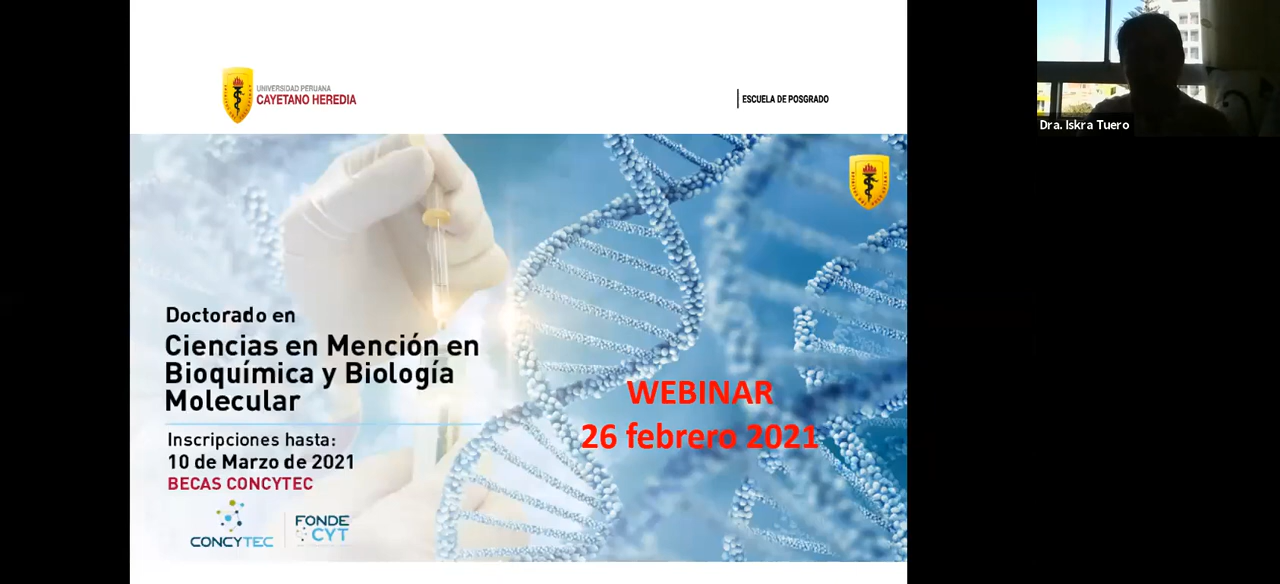 UNIVERSIDAD PERUANA
CAYETANO HEREDIA
ESCUELA DE POSGRADO
Dra. Iskra Tuero
Doctorado en
Ciencias en Mención en
Bioquímica y Biología
Molecular
Inscripciones hasta:
10 de Marzo de 2021
BECAS CONCYTEC
CONCYTEC
FONDE
CYT
WEBINAR
26 febrero 2021